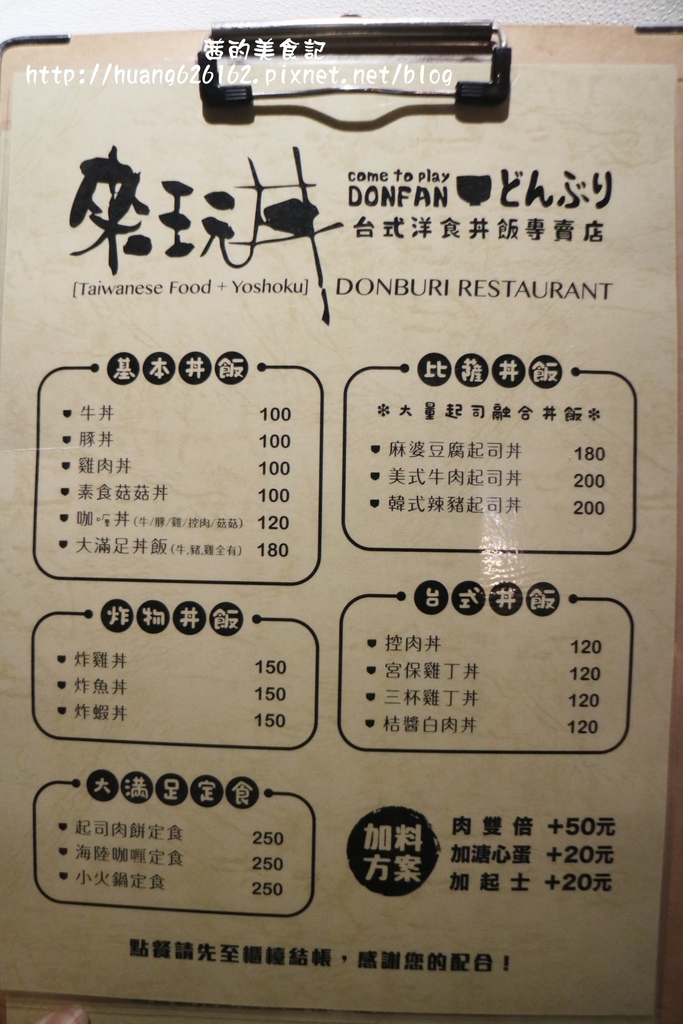 茜的美食記
http://huang626162.pixnet.net/blog
來玩丼
come to play
DONFAN どんぶり
台式洋食丼飯專賣店
[Taiwanese Food + Yoshoku] DONBURI RESTAURANT
基本丼飯
牛丼 100
豚丼 100
雞肉丼 100
素食菇菇丼 100
咖哩丼(牛/豚/雞/控肉/菇菇) 120
大滿足丼飯(牛,豬,雞全有) 180
比薩丼飯
＊大量起司融合丼飯＊
麻婆豆腐起司丼 180
美式牛肉起司丼 200
韓式辣豬起司丼 200
炸物丼飯
炸雞丼 150
炸魚丼 150
炸蝦丼 150
台式丼飯
控肉丼 120
宮保雞丁丼 120
三杯雞丁丼 120
桔醬白肉丼 120
大滿足定食
起司肉餅定食 250
海陸咖喱定食 250
小火鍋定食 250
加料方案
肉雙倍 +50元
加溏心蛋 +20元
加起士 +20元
點餐請先至櫃檯結帳，感謝您的配合！